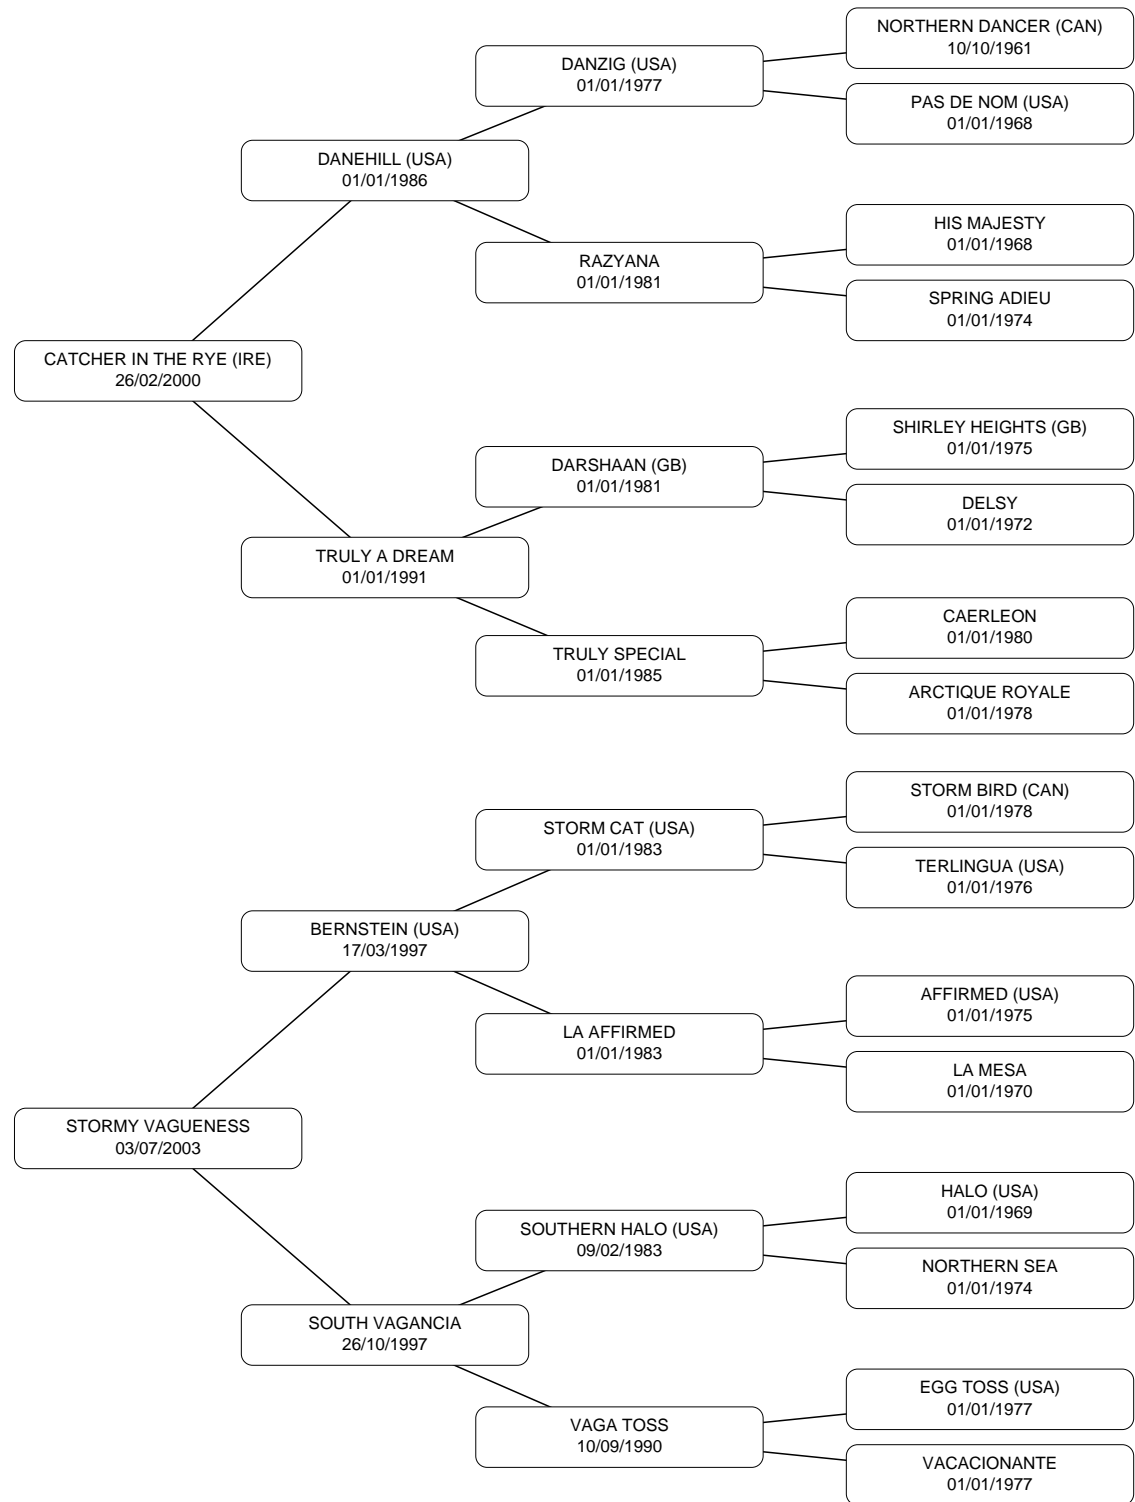 NORTHERN DANCER (CAN)
10/10/1961
DANZIG (USA)
01/01/1977
PAS DE NOM (USA)
01/01/1968
DANEHILL (USA)
01/01/1986
HIS MAJESTY
01/01/1968
RAZYANA
01/01/1981
SPRING ADIEU
01/01/1974
CATCHER IN THE RYE (IRE)
26/02/2000
SHIRLEY HEIGHTS (GB)
01/01/1975
DARSHAAN (GB)
01/01/1981
DELSY
01/01/1972
TRULY A DREAM
01/01/1991
CAERLEON
01/01/1980
TRULY SPECIAL
01/01/1985
ARCTIQUE ROYALE
01/01/1978
STORM BIRD (CAN)
01/01/1978
STORM CAT (USA)
01/01/1983
TERLINGUA (USA)
01/01/1976
BERNSTEIN (USA)
17/03/1997
AFFIRMED (USA)
01/01/1975
LA AFFIRMED
01/01/1983
LA MESA
01/01/1970
STORMY VAGUENESS
03/07/2003
HALO (USA)
01/01/1969
SOUTHERN HALO (USA)
09/02/1983
NORTHERN SEA
01/01/1974
SOUTH VAGANCIA
26/10/1997
EGG TOSS (USA)
01/01/1977
VAGA TOSS
10/09/1990
VACACIONANTE
01/01/1977